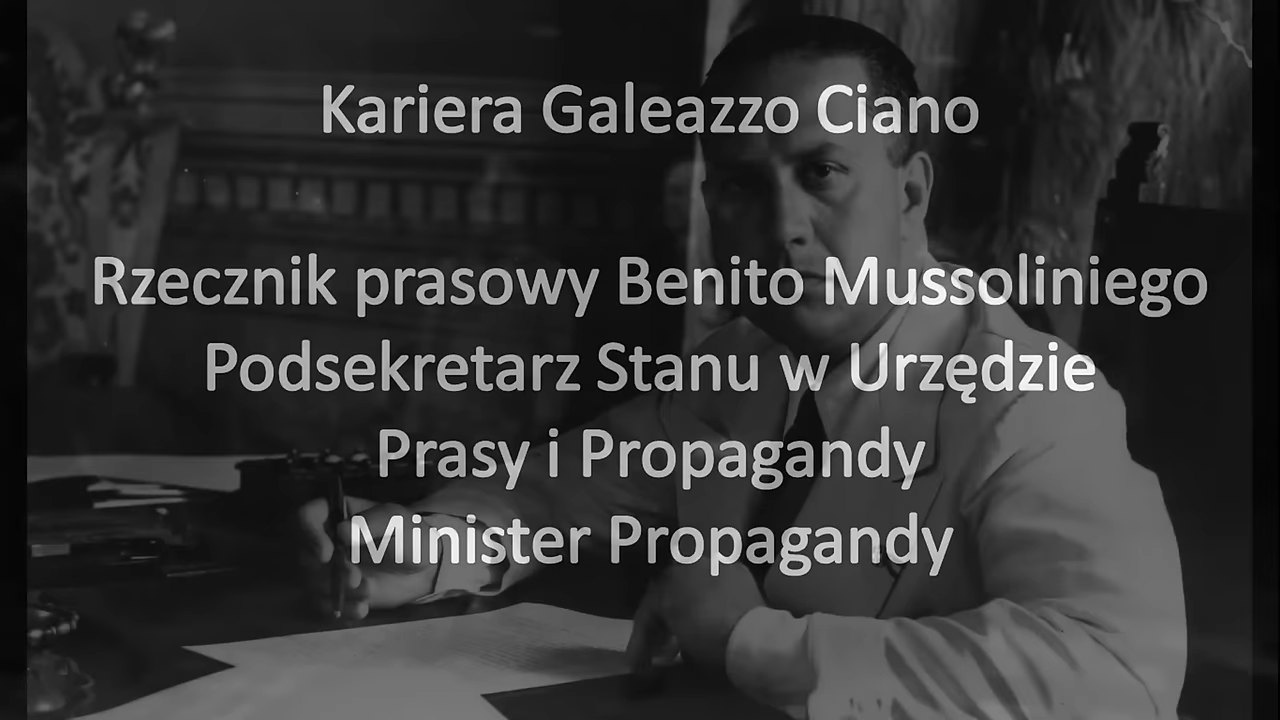 Kariera Galeazzo Ciano
Rzecznik prasowy Benito Mussoliniego
Podsekretarz Stanu w Urzędzie
Prasy i Propagandy
Minister Propagandy